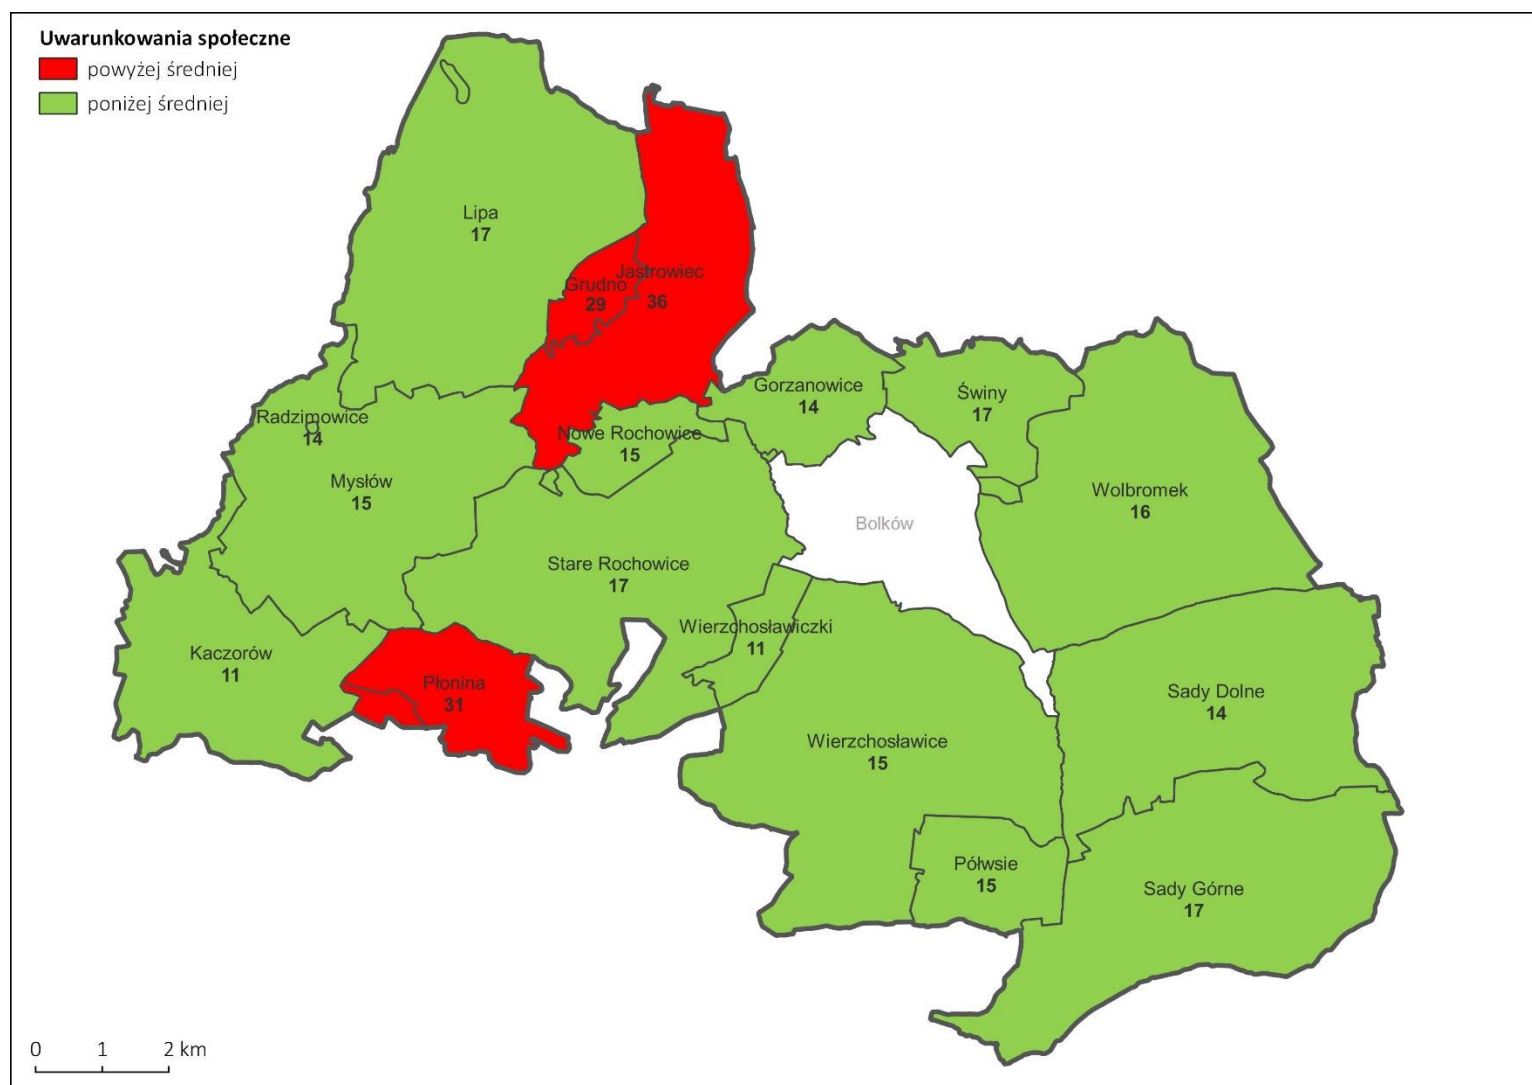 Uwarunkowania społeczne
powyżej średniej
poniżej średniej
Lipa
17
Jastrowiec
36
Grudno
29
Gorzanowice
14
Świny
17
Radzimowice
14
Nowe Rochowice
15
Mysłów
15
Wolbromek
16
Bolków
Stare Rochowice
17
Wierzchosławiczki
11
Kaczorów
11
Płonina
31
Sady Dolne
14
Wierzchosławice
15
Półwsie
15
Sady Górne
17
0 1 2 km